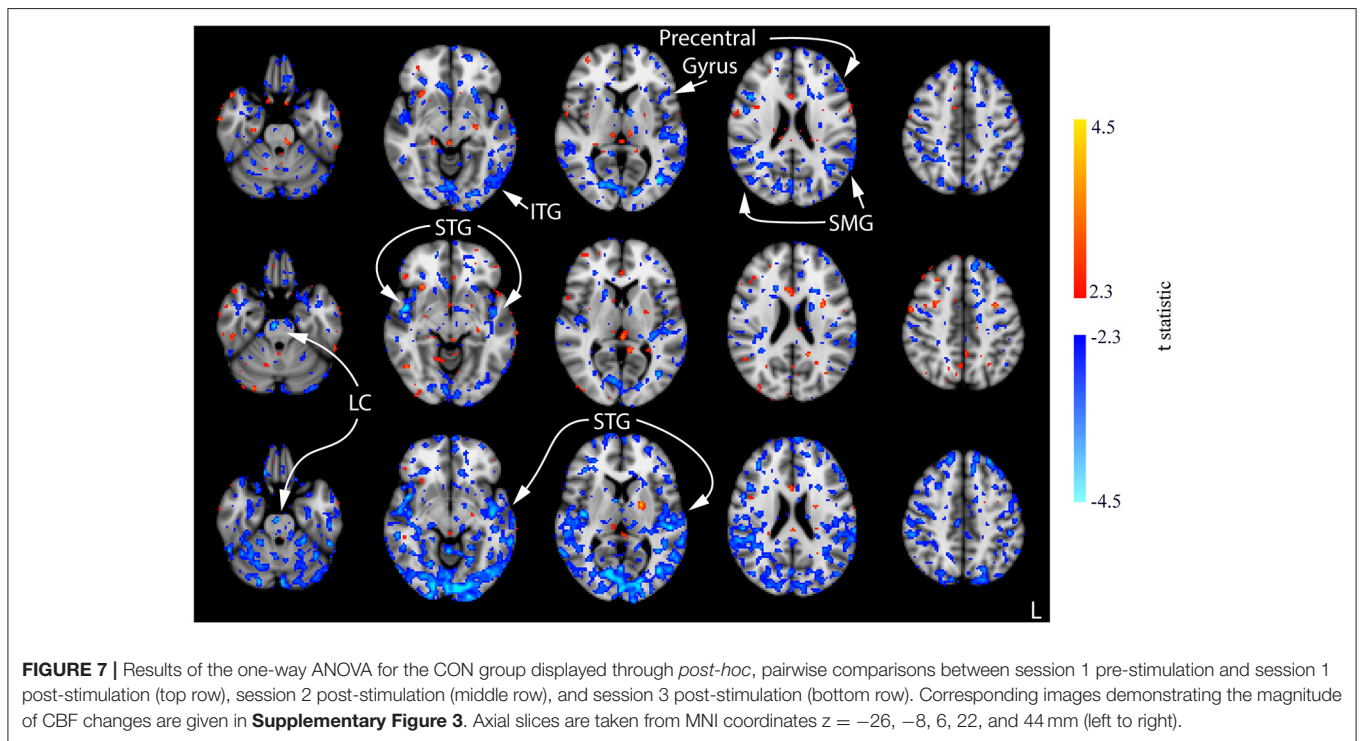 Precentral
Gyrus
ITG
STG
SMG
LC
STG
L
4.5
2.3
-2.3
-4.5
t statistic
FIGURE 7 | Results of the one-way ANOVA for the CON group displayed through post-hoc, pairwise comparisons between session 1 pre-stimulation and session 1
post-stimulation (top row), session 2 post-stimulation (middle row), and session 3 post-stimulation (bottom row). Corresponding images demonstrating the magnitude
of CBF changes are given in Supplementary Figure 3. Axial slices are taken from MNI coordinates z = −26, −8, 6, 22, and 44 mm (left to right).